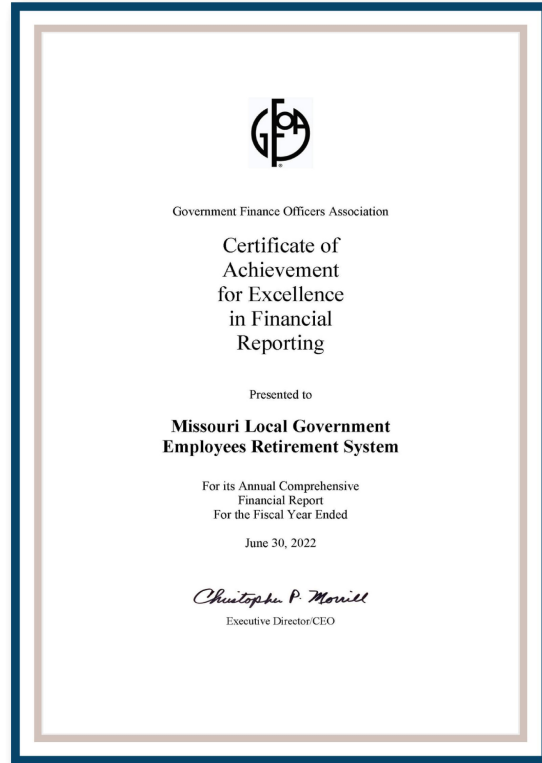 GFOA
Government Finance Officers Association
Certificate of
Achievement
for Excellence
in Financial
Reporting
Presented to
Missouri Local Government
Employees Retirement System
For its Annual Comprehensive
Financial Report
For the Fiscal Year Ended
June 30, 2022
Christopher P. Morrill
Executive Director/CEO